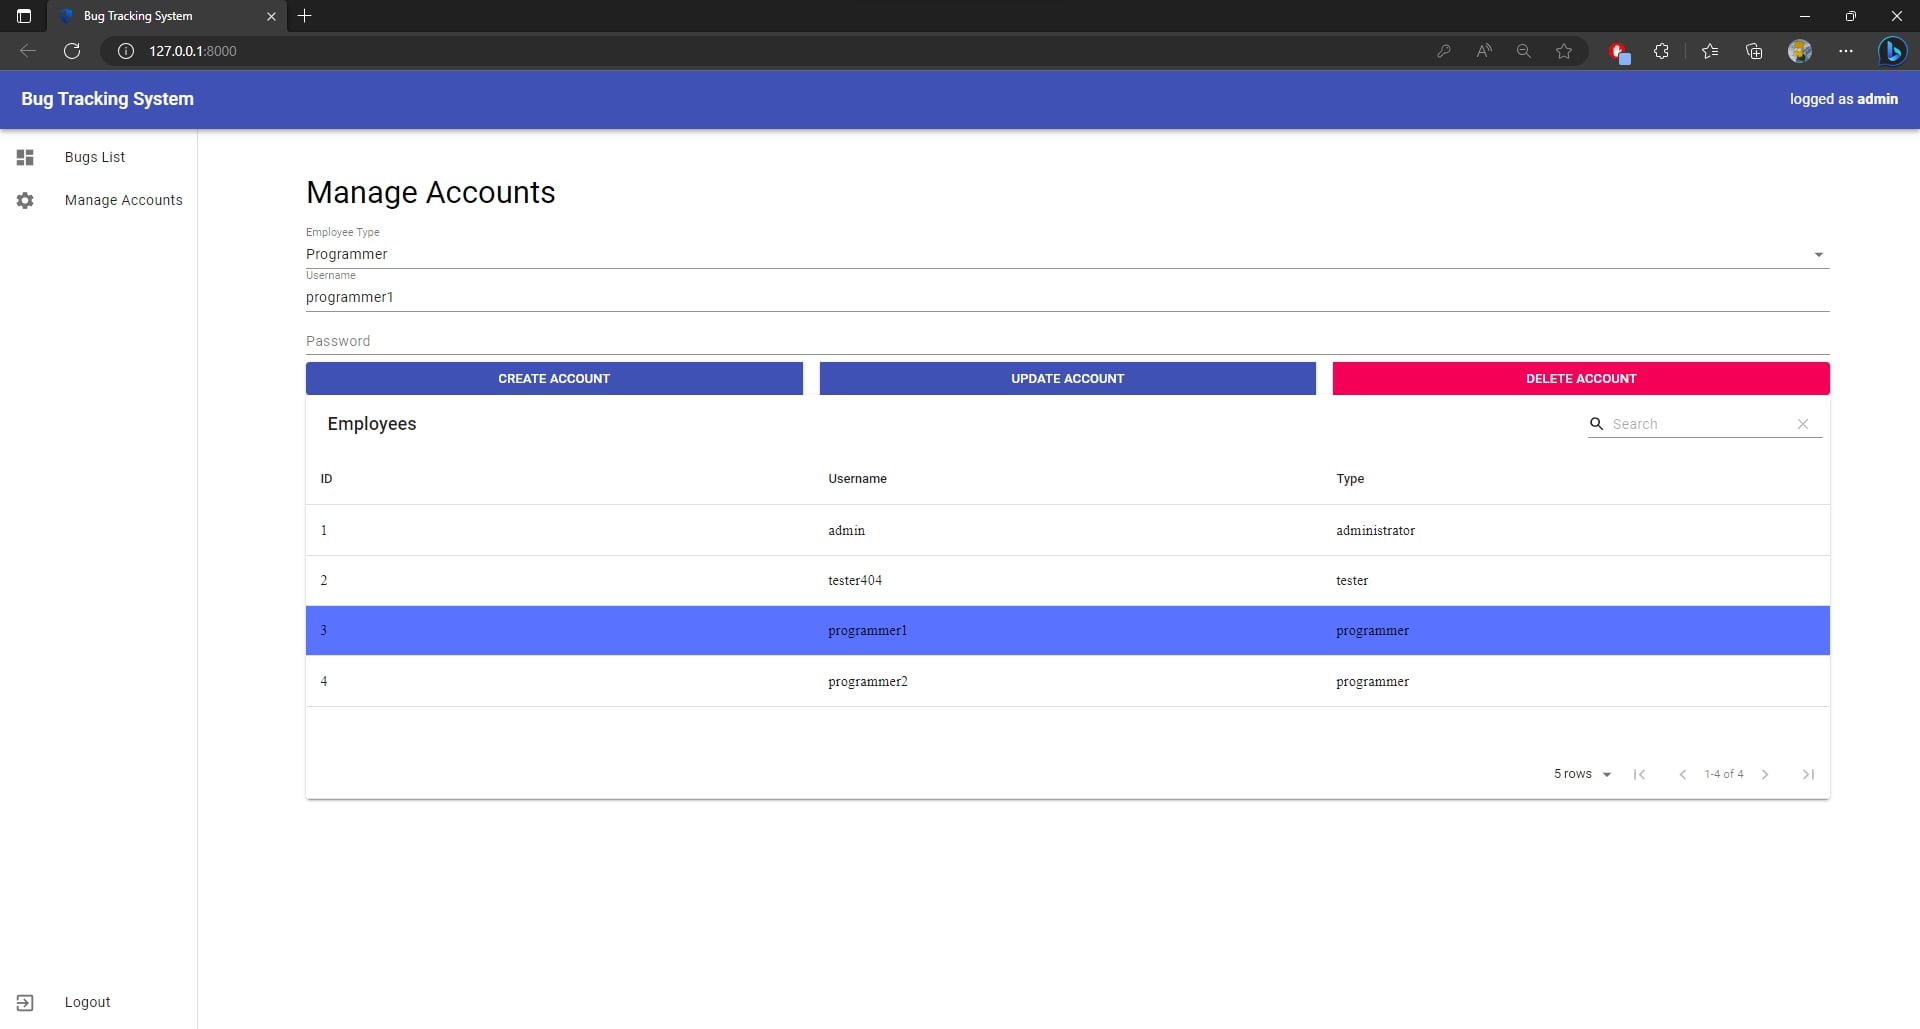 Bug Tracking System
127.0.0.1:8000
Bug Tracking System
logged as admin
Bugs List
Manage Accounts
Manage Accounts
Employee Type
Programmer
Username
programmer1
Password
CREATE ACCOUNT
UPDATE ACCOUNT
DELETE ACCOUNT
Employees
Search
ID Username Type
1 admin administrator
2 tester404 tester
3 programmer1 programmer
4 programmer2 programmer
5 rows
1-4 of 4
Logout